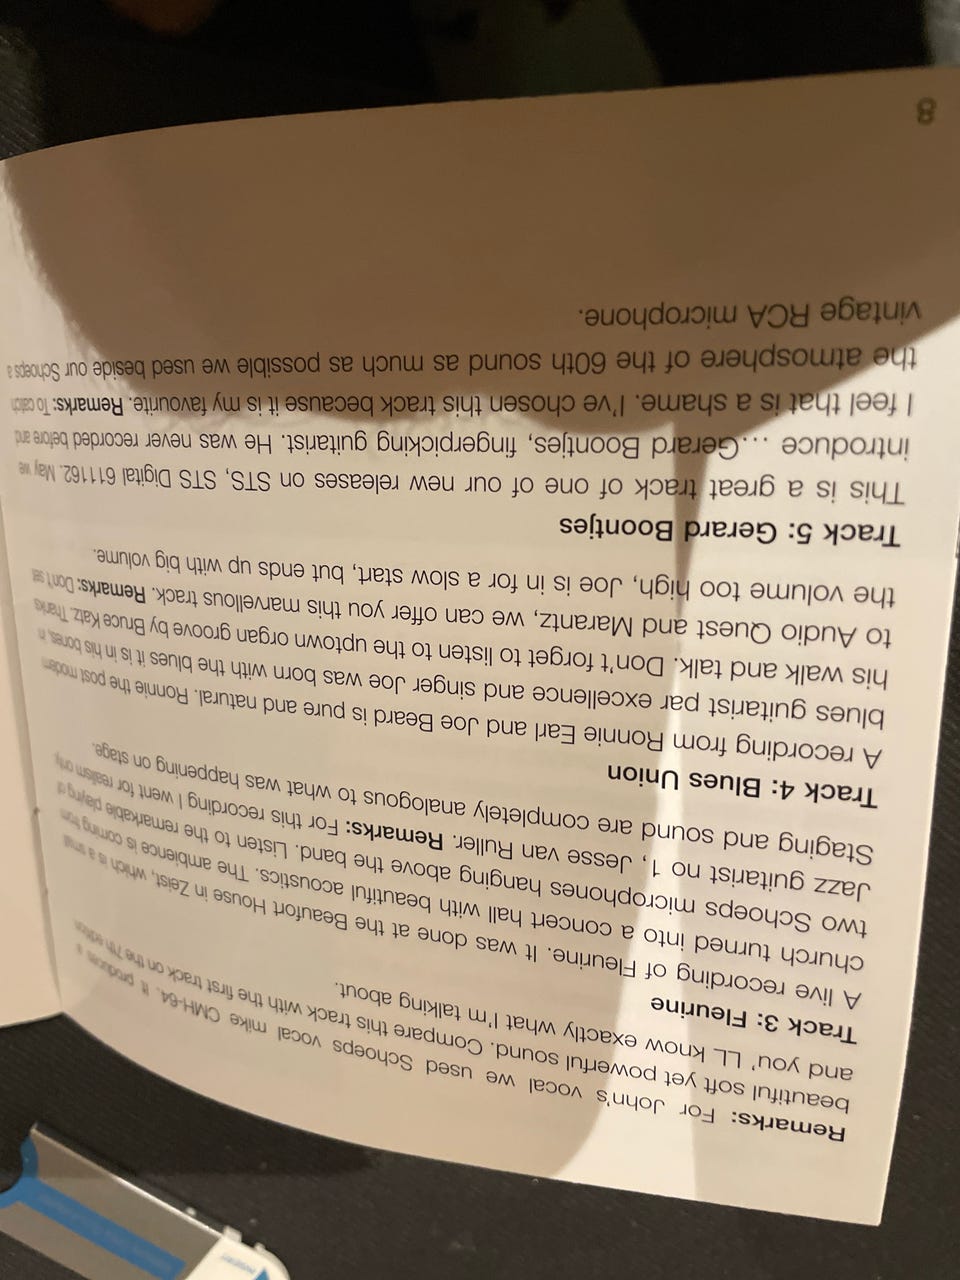 Remarks: For John's vocal we used Schoeps vocal mike CMH-64. It produces a
beautiful soft yet powerful sound. Compare this track with the first track on the 7th edition
and you' LL know exactly what I'm talking about.
Track 3: Fleurine
A live recording of Fleurine. It was done at the Beaufort House in Zeist, which is a small
church turned into a concert hall with beautiful acoustics. The ambience is coming from
two Schoeps microphones hanging above the band. Listen to the remarkable playing of
Jazz guitarist no 1, Jesse van Ruller. Remarks: For this recording I went for realism only.
Staging and sound are completely analogous to what was happening on stage.
Track 4: Blues Union
A recording from Ronnie Earl and Joe Beard is pure and natural. Ronnie the post modern
blues guitarist par excellence and singer Joe was born with the blues it is in his bones,
his walk and talk. Don't forget to listen to the uptown organ groove by Bruce Katz. Thanks
to Audio Quest and Marantz, we can offer you this marvellous track. Remarks: Don't set
the volume too high, Joe is in for a slow start, but ends up with big volume.
Track 5: Gerard Boontjes
This is a great track of one of our new releases on STS, STS Digital 611162. May we
introduce ...Gerard Boontjes, fingerpicking guitarist. He was never recorded before and
I feel that is a shame. I've chosen this track because it is my favourite. Remarks: To catch
the atmosphere of the 60th sound as much as possible we used beside our Schoeps a
vintage RCA microphone.
8